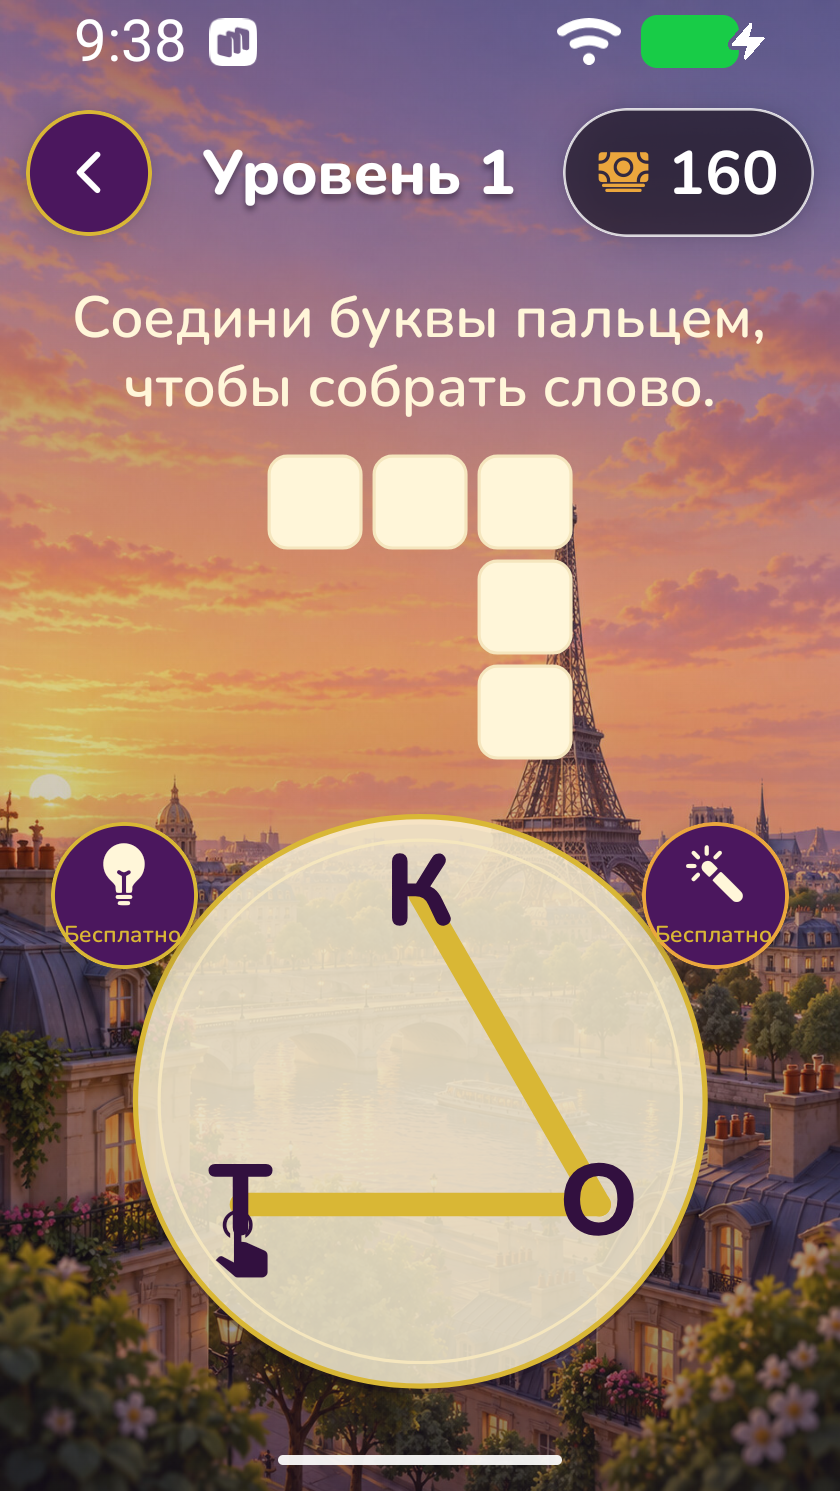 9:38
Уровень 1
160
Соедини буквы пальцем,
чтобы собрать слово.
Бесплатно
Бесплатно
К
Т
О